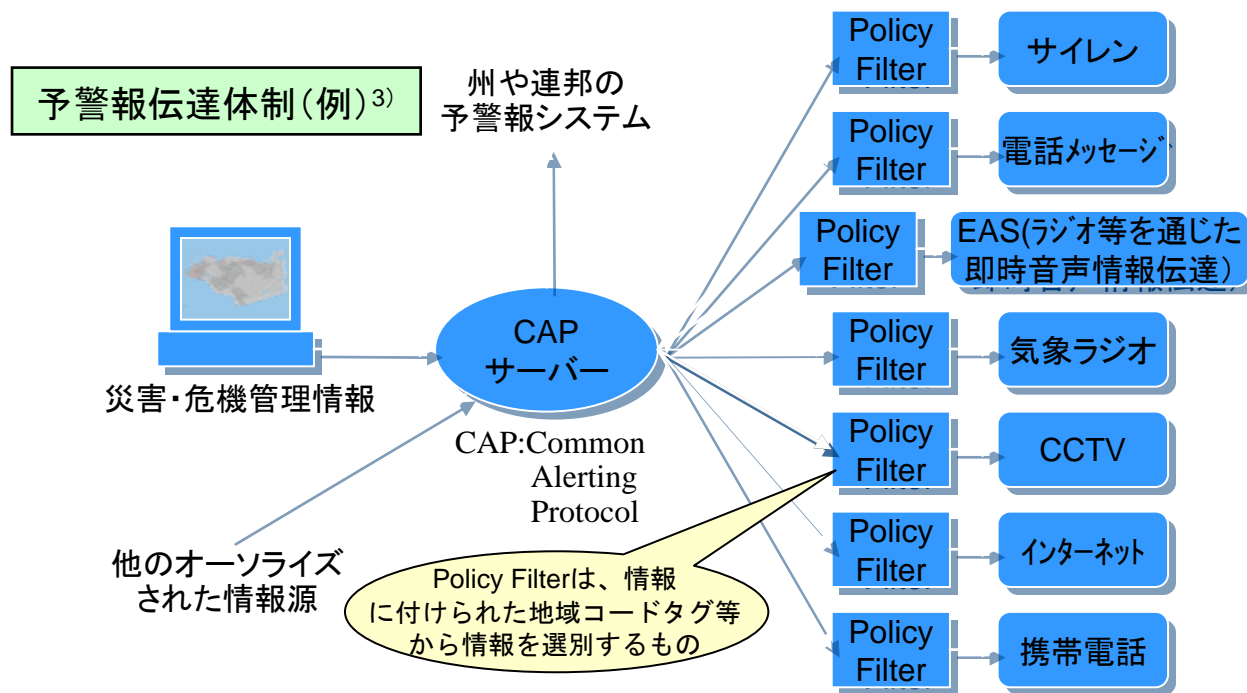 予警報伝達体制(例)3)
州や連邦の
予警報システム
災害・危機管理情報
他のオーソライズ
された情報源
CAP
サーバー
CAP:Common
Alerting
Protocol
Policy Filterは、情報
に付けられた地域コードタグ等
から情報を選別するもの
Policy
Filter
サイレン
Policy
Filter
電話ﾒｯｾｰｼﾞ
Policy
Filter
EAS(ﾗｼﾞｵ等を通じた
即時音声情報伝達)
Policy
Filter
気象ラジオ
Policy
Filter
CCTV
Policy
Filter
ｲﾝﾀｰﾈｯﾄ
Policy
Filter
携帯電話